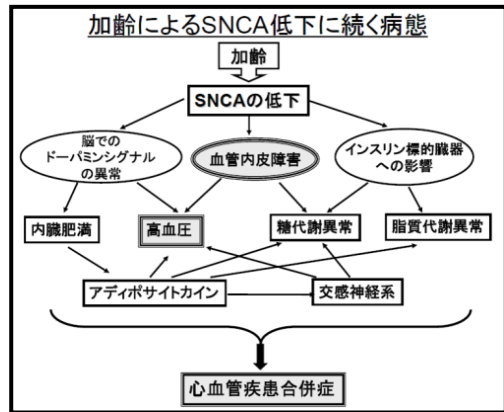 加齢によるSNCA低下に続く病態
加齢
SNCAの低下
脳での
ドーパミンシグナル
の異常
血管内皮障害
インスリン標的臓器
への影響
内臓肥満
高血圧
糖代謝異常
脂質代謝異常
アディポサイトカイン
交感神経系
心血管疾患合併症